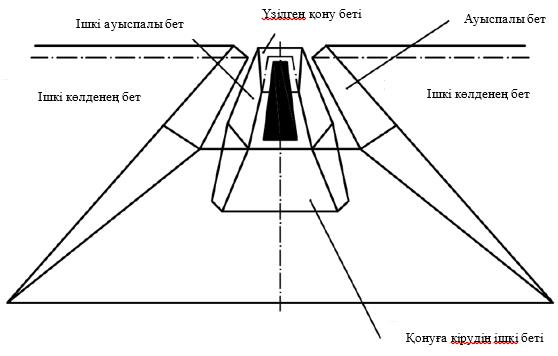 Үзілген қону беті
Ішкі ауыспалы бет
Ауыспалы бет
Ішкі көлденең бет
Ішкі көлденең бет
Қонуға кірудің ішкі беті